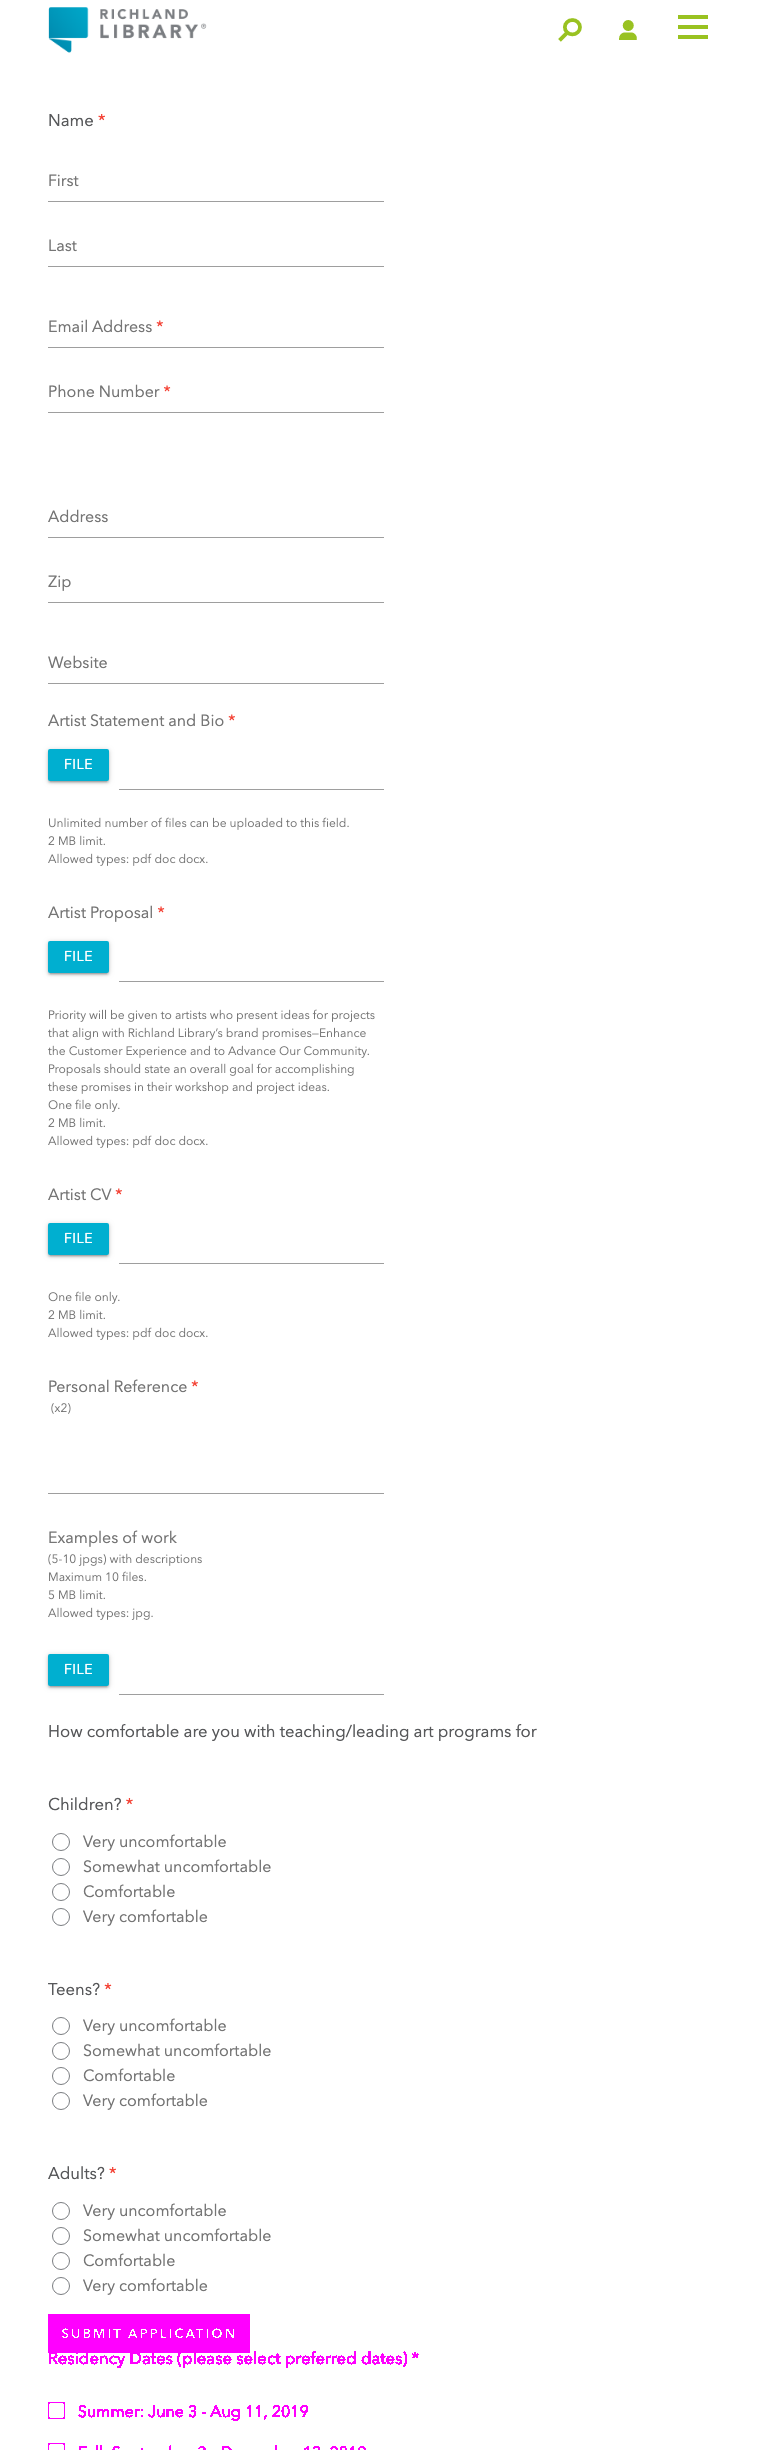 RICHLAND
LIBRARY®
Name *
First
Last
Email Address *
Phone Number *
Address
Zip
Website
Artist Statement and Bio *
FILE
Unlimited number of files can be uploaded to this field.
2 MB limit.
Allowed types: pdf doc docx.
Artist Proposal *
FILE
Priority will be given to artists who present ideas for projects
that align with Richland Library's brand promises—Enhance
the Customer Experience and to Advance Our Community.
Proposals should state an overall goal for accomplishing
these promises in their workshop and project ideas.
One file only.
2 MB limit.
Allowed types: pdf doc docx.
Artist CV *
FILE
One file only.
2 MB limit.
Allowed types: pdf doc docx.
Personal Reference *
(x2)
Examples of work
(5-10 jpgs) with descriptions
Maximum 10 files.
5 MB limit.
Allowed types: jpg.
FILE
How comfortable are you with teaching/leading art programs for
Children? *
Very uncomfortable
Somewhat uncomfortable
Comfortable
Very comfortable
Teens? *
Very uncomfortable
Somewhat uncomfortable
Comfortable
Very comfortable
Adults? *
Very uncomfortable
Somewhat uncomfortable
Comfortable
Very comfortable
SUBMIT APPLICATION
Residency Dates (please select preferred dates) *
Summer: June 3 - Aug 11, 2019